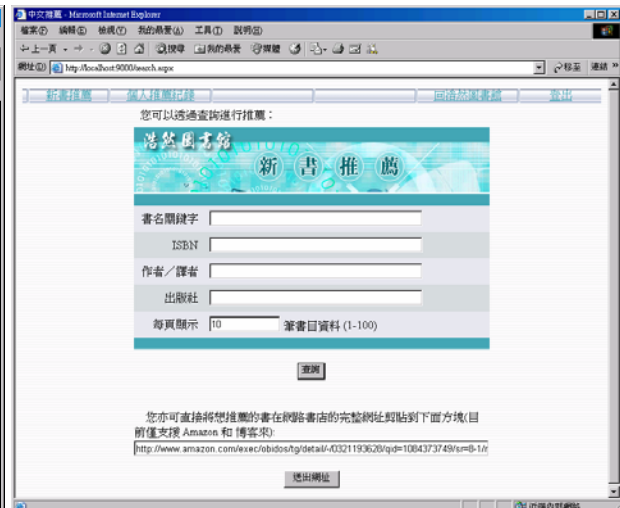 中文推薦 - Microsoft Internet Explorer
檔案(F) 編輯(E) 檢視(V) 我的最愛(A) 工具(T) 說明(H)
上一頁 搜尋 我的最愛 媒體
網址(D) http://localhost:9000/search.aspx 移至 連結 »
新書推薦 個人推薦紀錄 回浩然圖書館 登出
您可以透過查詢進行推薦：
浩然圖書館
新書推薦
書名關鍵字
ISBN
作者／譯者
出版社
每頁顯示 10 筆書目資料 (1-100)
查詢
您亦可直接將想推薦的書在網路書店的完整網址剪貼到下面方塊(目
前僅支援 Amazon 和 博客來):
http://www.amazon.com/exec/obidos/tg/detail/-/0321193628/qid=1084373749/sr=8-1/r
送出網址
近端內部網路